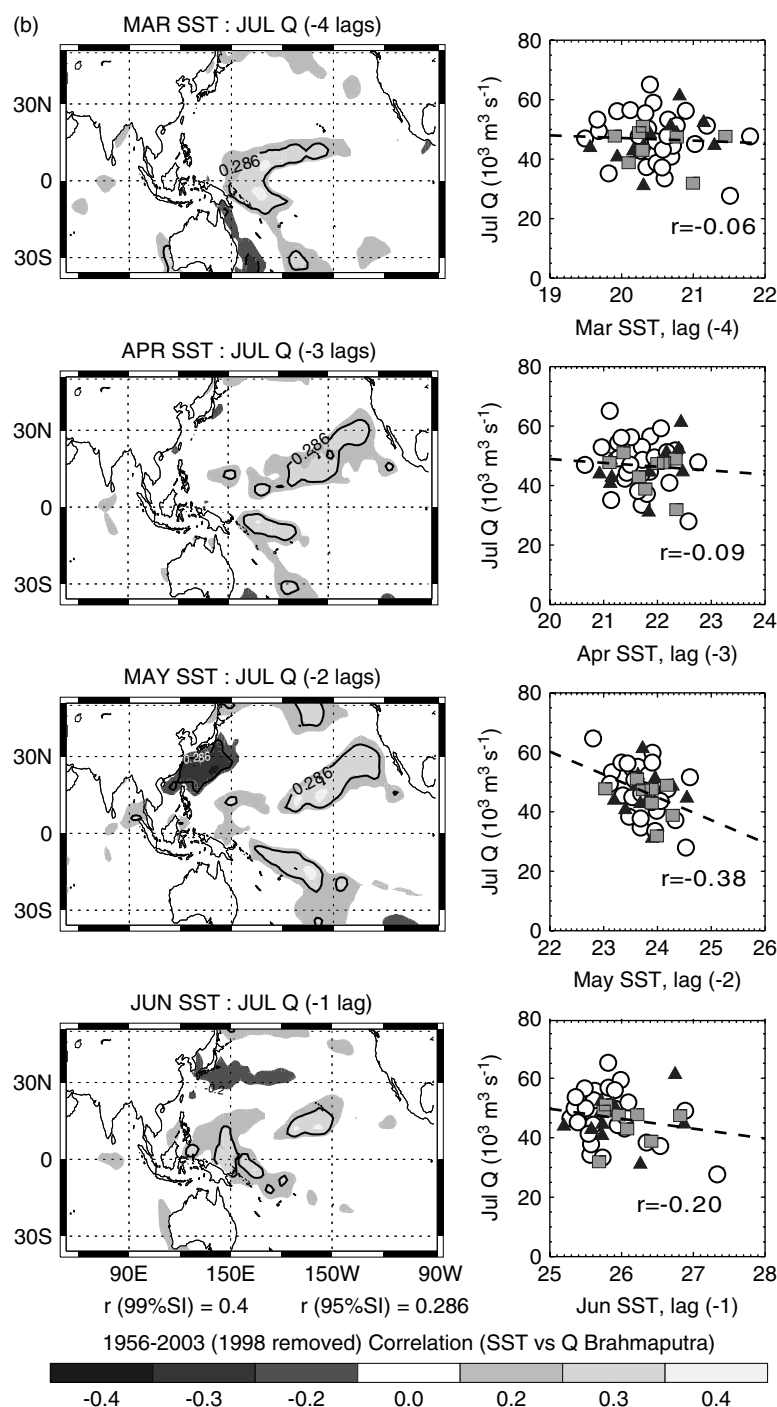 (b)
MAR SST : JUL Q (-4 lags)
30N
0
30S
0.286
80
60
40
20
0
Jul Q (10³ m³ s⁻¹)
r=-0.06
19 20 21 22
Mar SST, lag (-4)
APR SST : JUL Q (-3 lags)
30N
0
30S
0.286
80
60
40
20
0
Jul Q (10³ m³ s⁻¹)
r=-0.09
20 21 22 23 24
Apr SST, lag (-3)
MAY SST : JUL Q (-2 lags)
30N
0
30S
0.286
0.286
80
60
40
20
0
Jul Q (10³ m³ s⁻¹)
r=-0.38
22 23 24 25 26
May SST, lag (-2)
JUN SST : JUL Q (-1 lag)
30N
0
30S
90E 150E 150W 90W
80
60
40
20
0
Jul Q (10³ m³ s⁻¹)
r=-0.20
25 26 27 28
Jun SST, lag (-1)
r (99%SI) = 0.4 r (95%SI) = 0.286
1956-2003 (1998 removed) Correlation (SST vs Q Brahmaputra)
-0.4 -0.3 -0.2 0.0 0.2 0.3 0.4